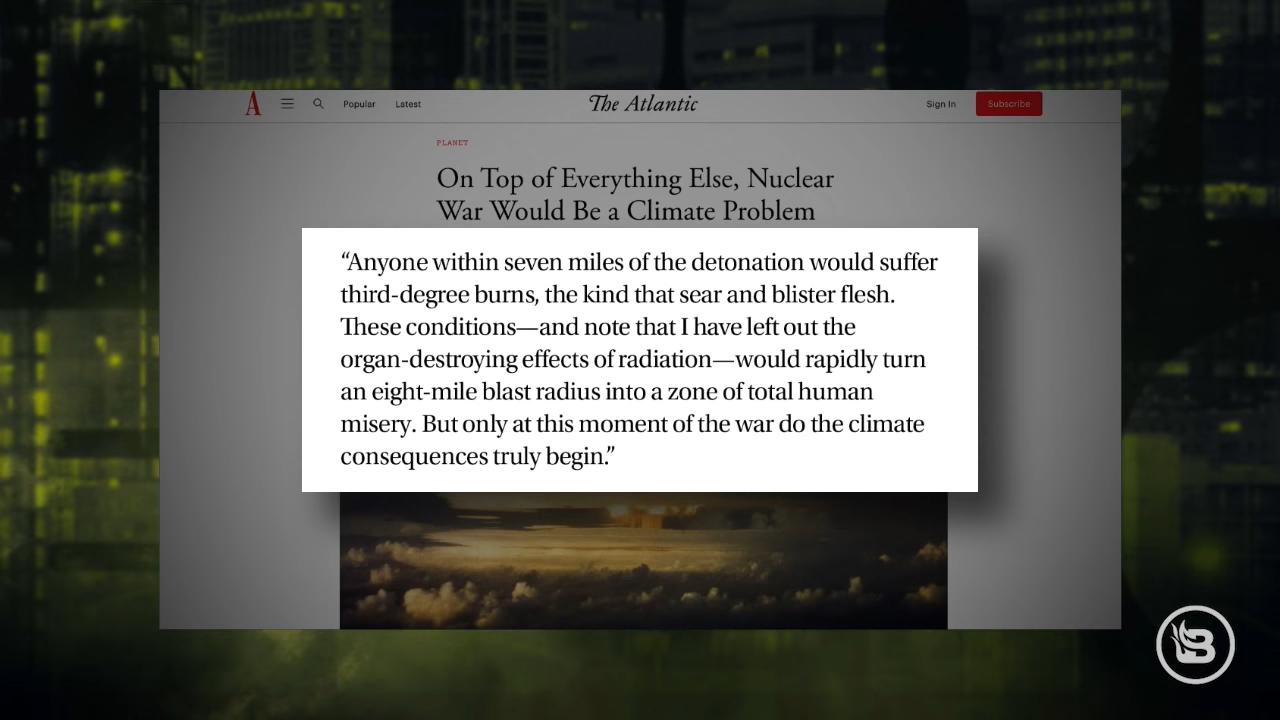 A
Popular
Latest
The Atlantic
Sign In
Subscribe
PLANET
On Top of Everything Else, Nuclear
War Would Be a Climate Problem
“Anyone within seven miles of the detonation would suffer
third-degree burns, the kind that sear and blister flesh.
These conditions—and note that I have left out the
organ-destroying effects of radiation—would rapidly turn
an eight-mile blast radius into a zone of total human
misery. But only at this moment of the war do the climate
consequences truly begin.”
B